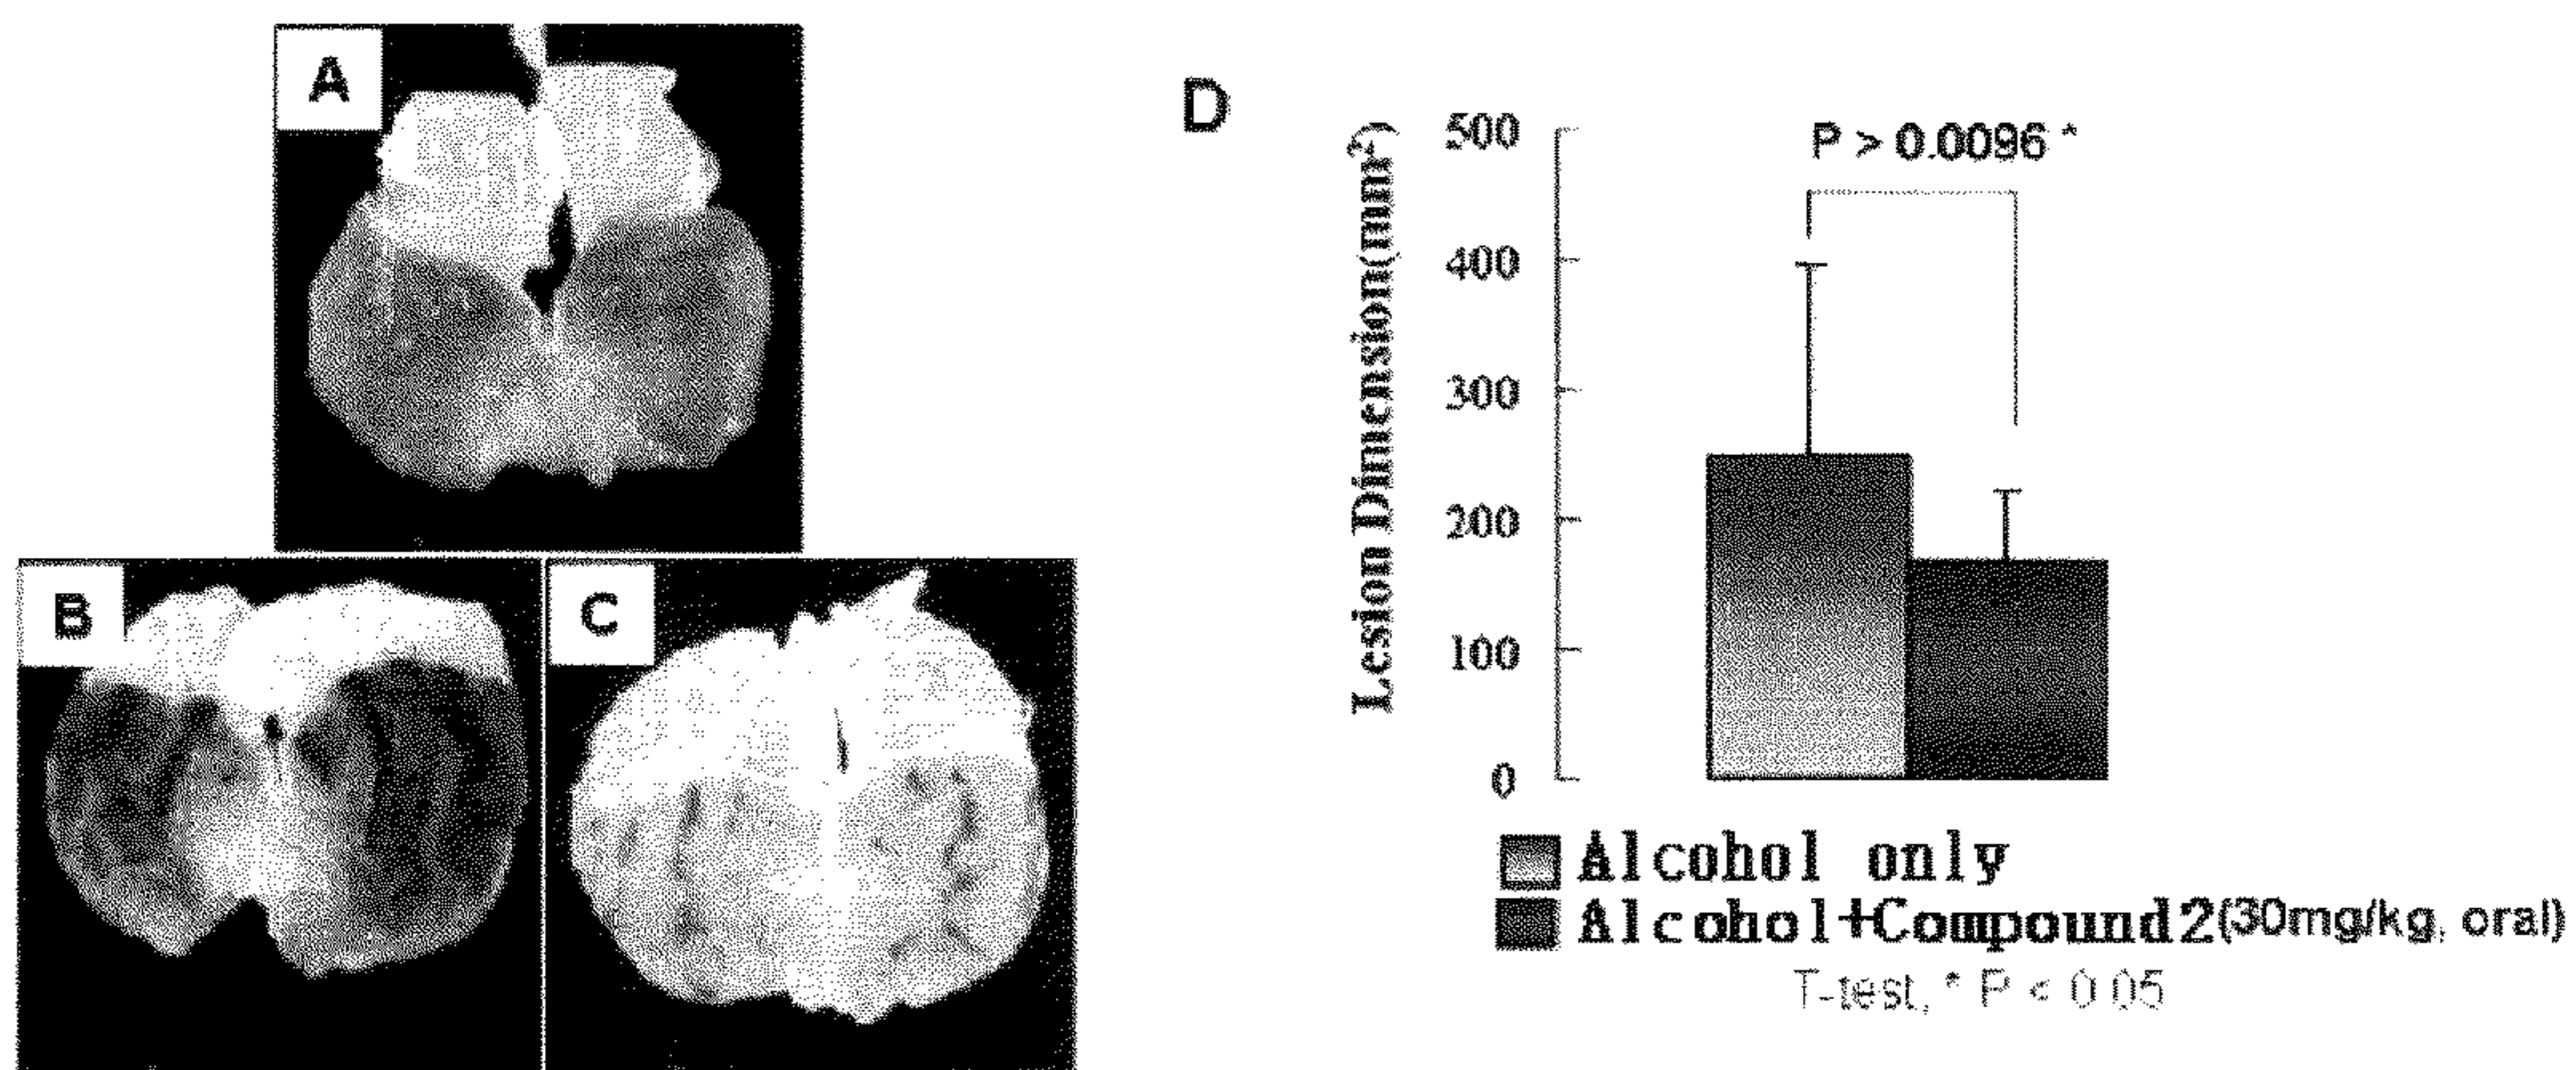 A
B
C
D
Lesion Dimension(mm²)
500
400
300
200
100
0
P > 0.0096 *
Alcohol only
Alcohol+Compound2(30mg/kg, oral)
T-test, * P < 0.05